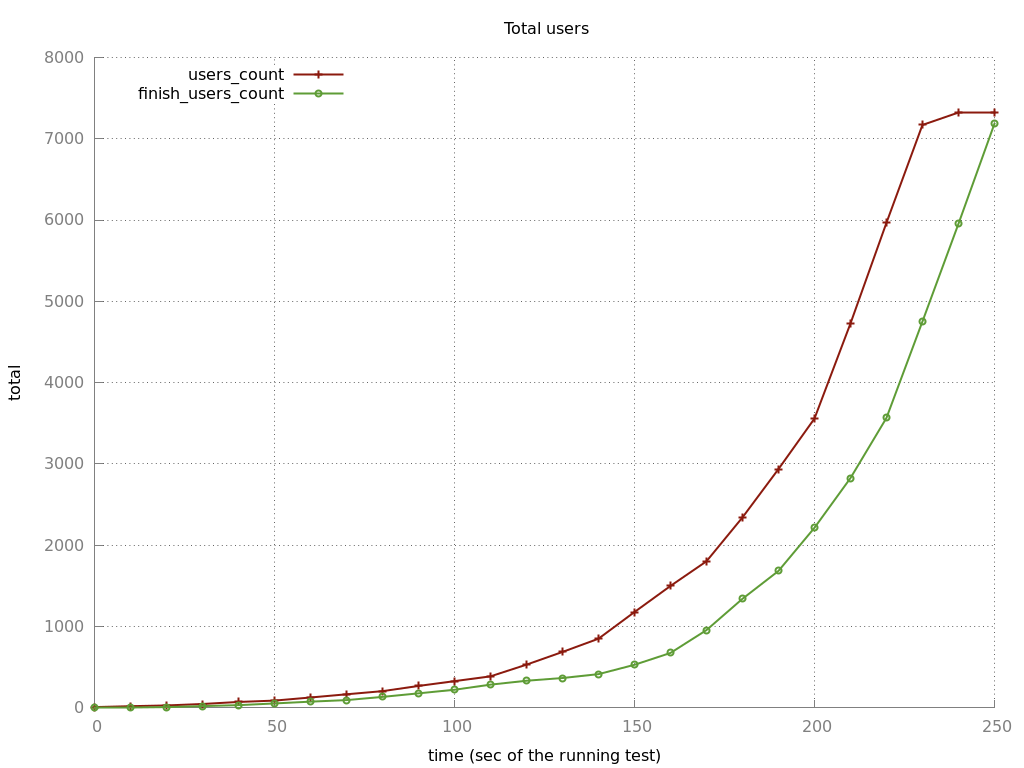 Total users
users_count
finish_users_count
8000
7000
6000
5000
4000
3000
2000
1000
0
total
0 50 100 150 200 250
time (sec of the running test)